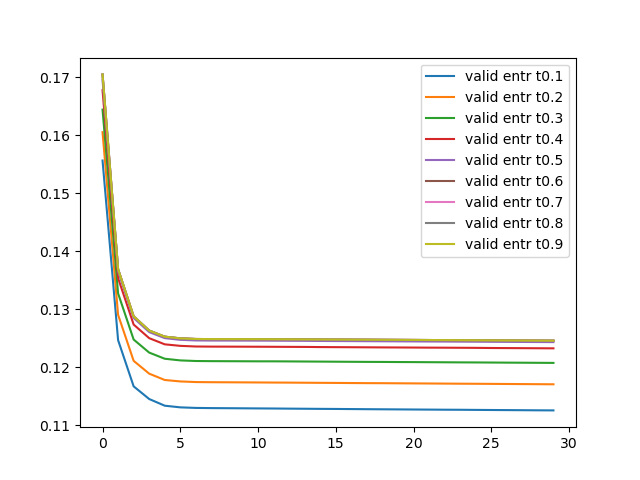 0.17
0.16
0.15
0.14
0.13
0.12
0.11
0
5
10
15
20
25
30
valid entr t0.1
valid entr t0.2
valid entr t0.3
valid entr t0.4
valid entr t0.5
valid entr t0.6
valid entr t0.7
valid entr t0.8
valid entr t0.9